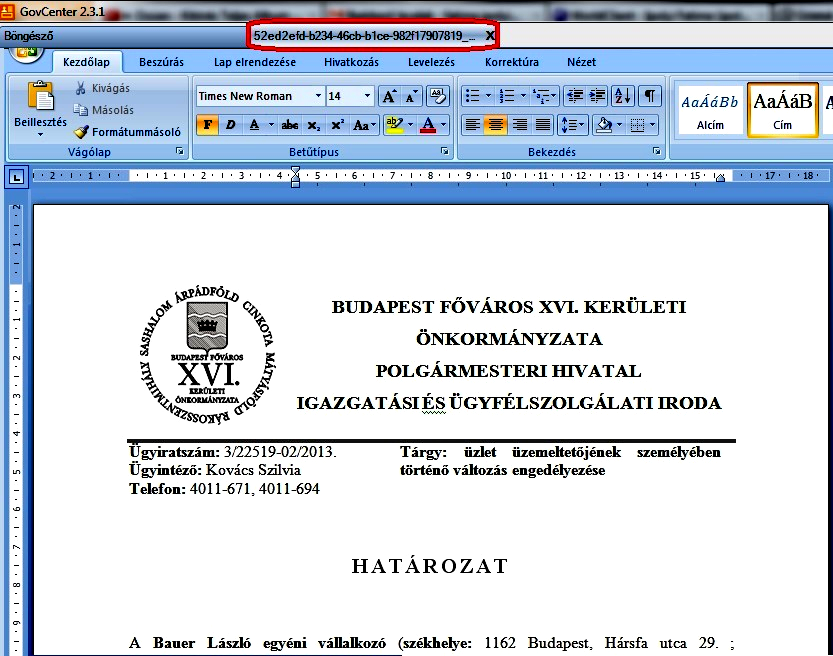 GovCenter 2.3.1
Böngésző
52ed2efd-b234-46cb-b1ce-982f17907819_... X
Kezdőlap Beszúrás Lap elrendezése Hivatkozás Levelezés Korrektúra Nézet
Beillesztés
Kivágás
Másolás
Formátummásoló
Vágólap
Times New Roman 14
F D A abc X₂ X² Aa
Betűtípus
Bekezdés
AaÁáBb
Alcím
AaÁáB
Cím
2 1 1 2 3 4 5 6 7 8 9 10 11 12 13 14 15 17 18
ÁRPÁDFÖLD CINKOTA MÁTYÁSFÖLD RÁKOSSZENTMIHÁLY SASHALOM
BUDAPEST FŐVÁROS
XVI.
KERÜLETI
ÖNKORMÁNYZATA
BUDAPEST FŐVÁROS XVI. KERÜLETI
ÖNKORMÁNYZATA
POLGÁRMESTERI HIVATAL
IGAZGATÁSI ÉS ÜGYFÉLSZOLGÁLATI IRODA
Ügyiratszám: 3/22519-02/2013.
Ügyintéző: Kovács Szilvia
Telefon: 4011-671, 4011-694
Tárgy: üzlet üzemeltetőjének személyében
történő változás engedélyezése
HATÁROZAT
A Bauer László egyéni vállalkozó (székhelye: 1162 Budapest, Hársfa utca 29. ;